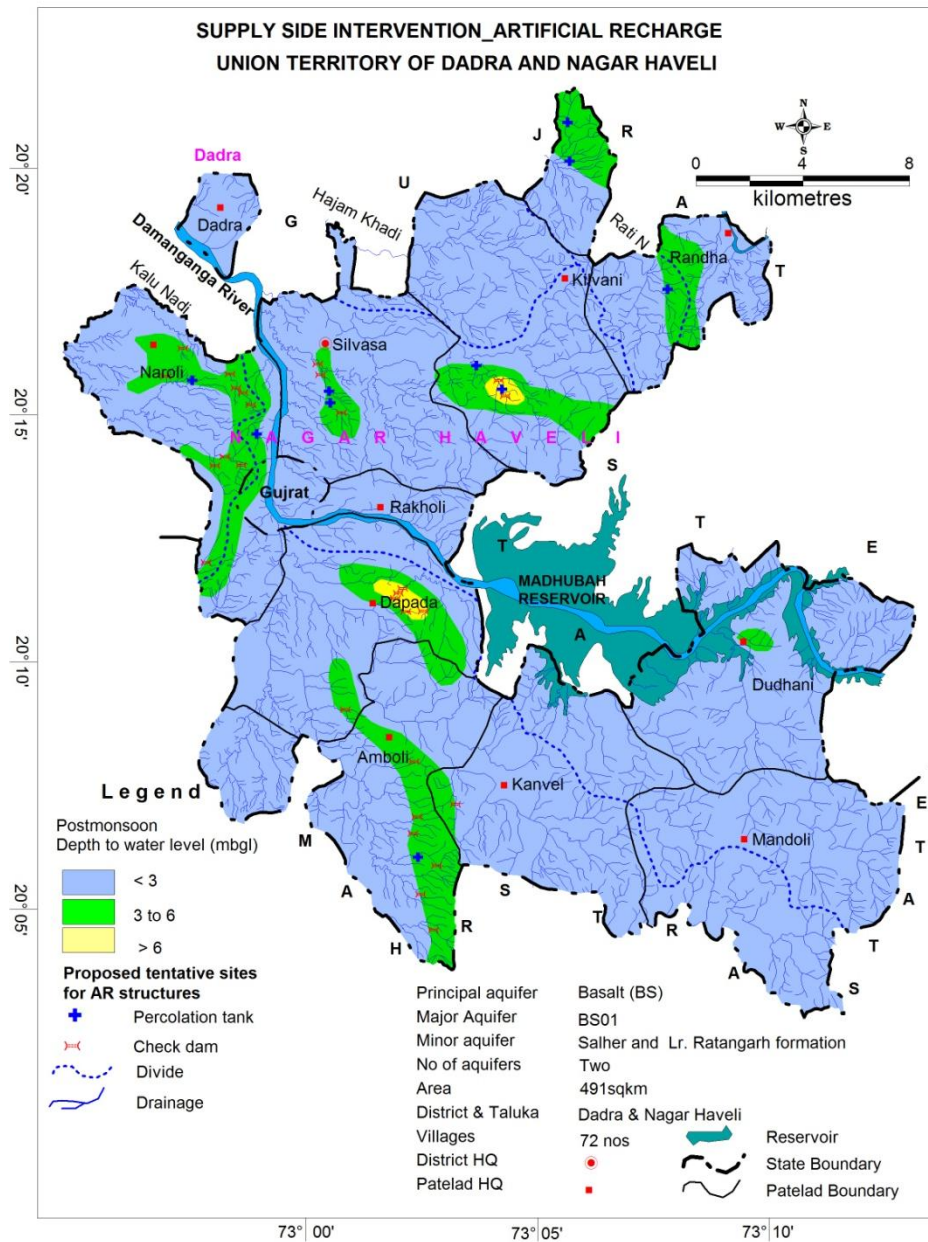 SUPPLY SIDE INTERVENTION_ARTIFICIAL RECHARGE
UNION TERRITORY OF DADRA AND NAGAR HAVELI
N
W E
S
0 4 8
kilometres
20° 20'
20° 15'
20° 10'
20° 05'
Dadra
Dadra
G U J R A T
Hajam Khadi
Rati N
Damanganga River
Kalu Nadi
Randha
Kilvani
Silvasa
Naroli
N A G A R H A V E L I
Gujrat
Rakholi
S T A T E
MADHUBAH
RESERVOIR
Dapada
Dudhani
Amboli
Kanvel
Mandoli
M A H R S T R A S T A T E
Legend
Postmonsoon
Depth to water level (mbgl)
< 3
3 to 6
> 6
Proposed tentative sites
for AR structures
Percolation tank
Check dam
Divide
Drainage
Principal aquifer Basalt (BS)
Major Aquifer BS01
Minor aquifer Salher and Lr. Ratangarh formation
No of aquifers Two
Area 491sqkm
District & Taluka Dadra & Nagar Haveli
Villages 72 nos
District HQ
Patelad HQ
Reservoir
State Boundary
Patelad Boundary
73° 00'
73° 05'
73° 10'